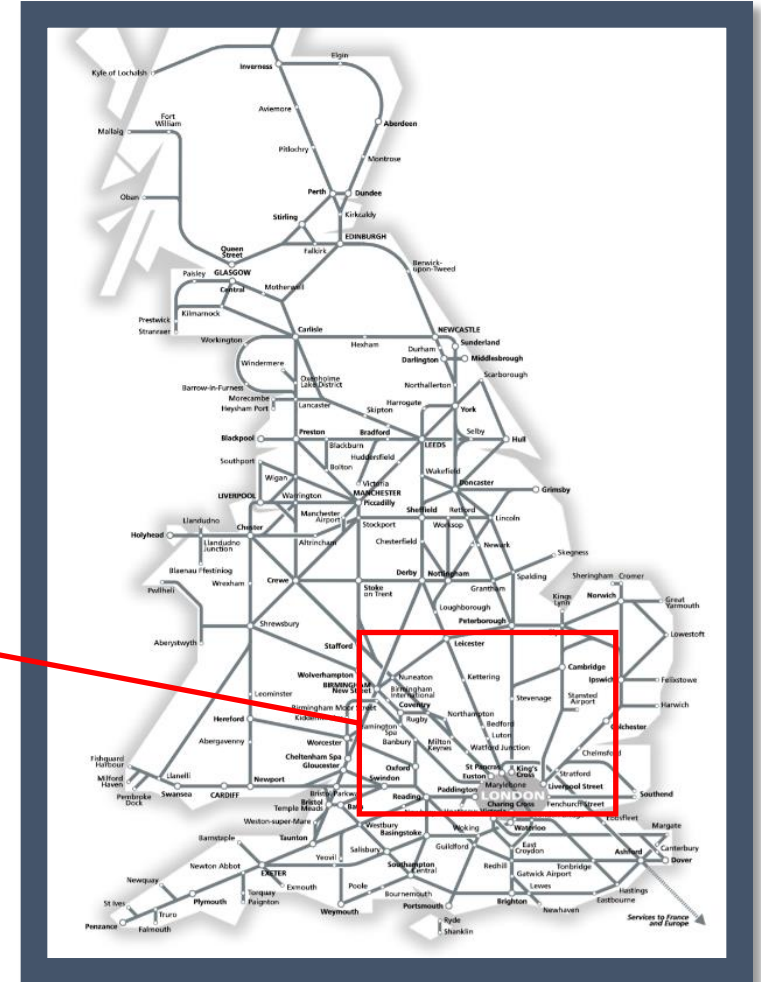 Elgin
Inverness
Kyle of Lochalsh
Aviemore
Fort
William
Aberdeen
Mallaig
Pitlochry
Montrose
Perth
Dundee
Oban
Kirkcaldy
Stirling
EDINBURGH
Queen
Street
Falkirk
Berwick-
upon-Tweed
Paisley
GLASGOW
Central
Motherwell
Kilmarnock
Prestwick
Stranraer
Carlisle
NEWCASTLE
Workington
Hexham
Sunderland
Durham
Darlington
Middlesbrough
Windermere
Scarborough
Oxenholme
Lake District
Barrow-in-Furness
Northallerton
Morecambe
Heysham Port
Lancaster
Harrogate
York
Skipton
Blackpool
Preston
Bradford
Selby
Blackburn
LEEDS
Hull
Huddersfield
Southport
Bolton
Wakefield
Wigan
Victoria
Doncaster
MANCHESTER
Grimsby
LIVERPOOL
Warrington
Piccadilly
Manchester
Airport
Sheffield
Retford
Llandudno
Stockport
Worksop
Lincoln
Holyhead
Chester
Llandudno
Junction
Altrincham
Chesterfield
Newark
Skegness
Blaenau Ffestiniog
Derby
Nottingham
Spalding
Sheringham
Cromer
Wrexham
Crewe
Stoke
on Trent
Grantham
Kings
Lynn
Norwich
Great
Yarmouth
Pwllheli
Loughborough
Peterborough
Shrewsbury
Lowestoft
Aberystwyth
Stafford
Leicester
Cambridge
Wolverhampton
Nuneaton
Kettering
Ipswich
Felixstowe
BIRMINGHAM
New Street
Birmingham
International
Stansted
Airport
Leominster
Stevenage
Harwich
Birmingham Moor Street
Coventry
Hereford
Rugby
Northampton
Colchester
Leamington
Spa
Bedford
Abergavenny
Worcester
Banbury
Milton
Keynes
Luton
Watford Junction
Chelmsford
Cheltenham Spa
Gloucester
Oxford
St Pancras
King's
Cross
Fishguard
Harbour
Euston
Stratford
Milford
Haven
Llanelli
Newport
Swindon
Marylebone
Liverpool Street
Pembroke
Dock
Swansea
CARDIFF
Bristol Parkway
Reading
Paddington
LONDON
Southend
Bristol
Temple Meads
Bath
Charing Cross
Fenchurch Street
Weston-super-Mare
Westbury
Waterloo
Margate
Barnstaple
Taunton
Basingstoke
Woking
East
Croydon
Canterbury
Yeovil
Salisbury
Guildford
Ashford
Newton Abbot
EXETER
Southampton
Central
Redhill
Tonbridge
Dover
Newquay
Exmouth
Gatwick Airport
Poole
Bournemouth
Lewes
Hastings
St Ives
Plymouth
Torquay
Paignton
Weymouth
Portsmouth
Brighton
Eastbourne
Newhaven
Truro
Penzance
Falmouth
Ryde
Shanklin
Services to France
and Europe